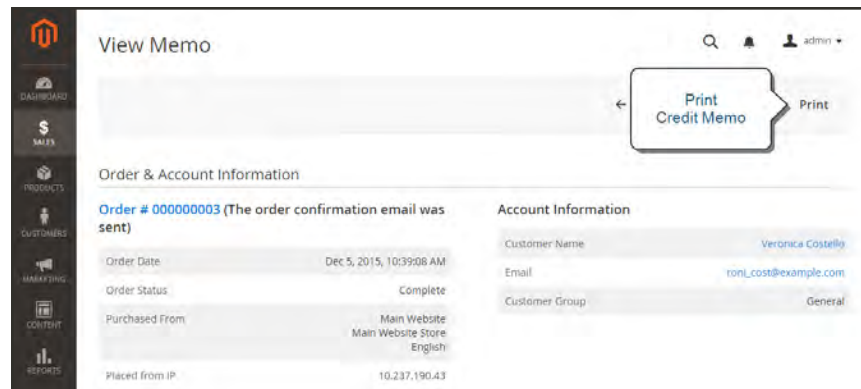 View Memo
admin
Print
Credit Memo
Print
DASHBOARD
$
SALES
PRODUCTS
CUSTOMERS
MARKETING
CONTENT
REPORTS
Order & Account Information
Order # 000000003 (The order confirmation email was
sent)
Order Date Dec 5, 2015, 10:39:08 AM
Order Status Complete
Purchased From Main Website
Main Website Store
English
Placed from IP 10.237.190.43
Account Information
Customer Name Veronica Costello
Email roni_cost@example.com
Customer Group General